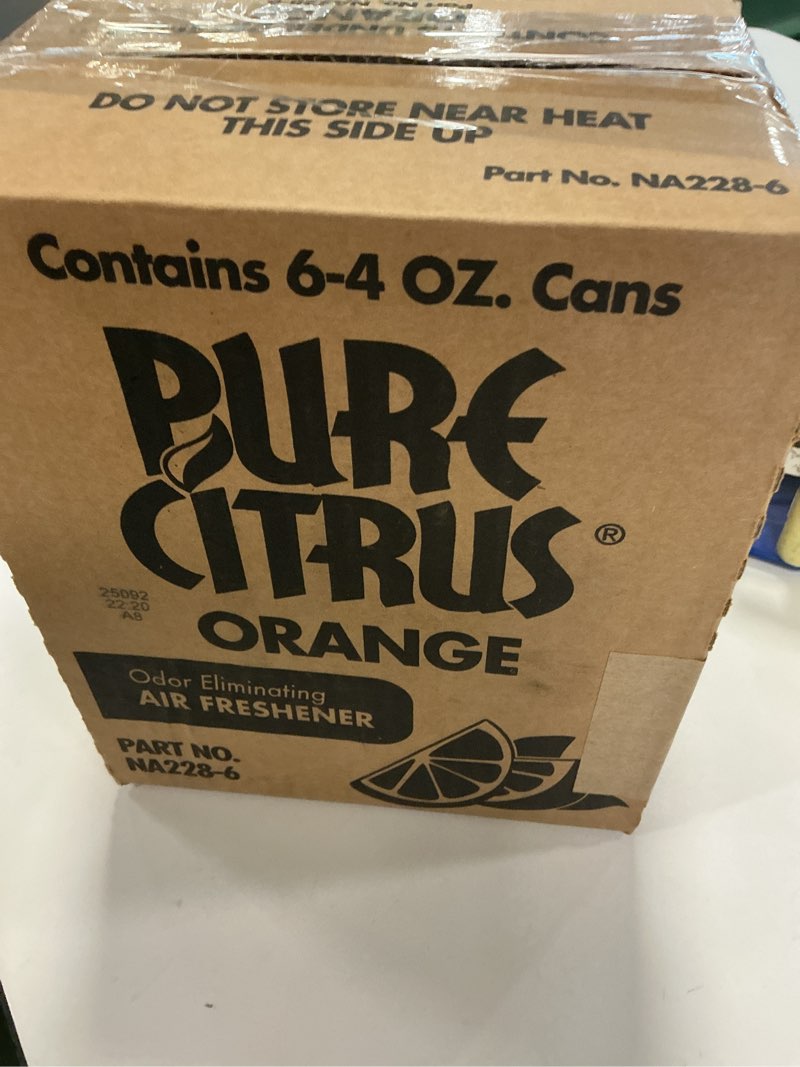 DO NOT STORE NEAR HEAT
THIS SIDE UP
Part No. NA228-6
Contains 6-4 OZ. Cans
PURE
CITRUS®
ORANGE
25092
22:20
A8
Odor Eliminating
AIR FRESHENER
PART NO.
NA228-6